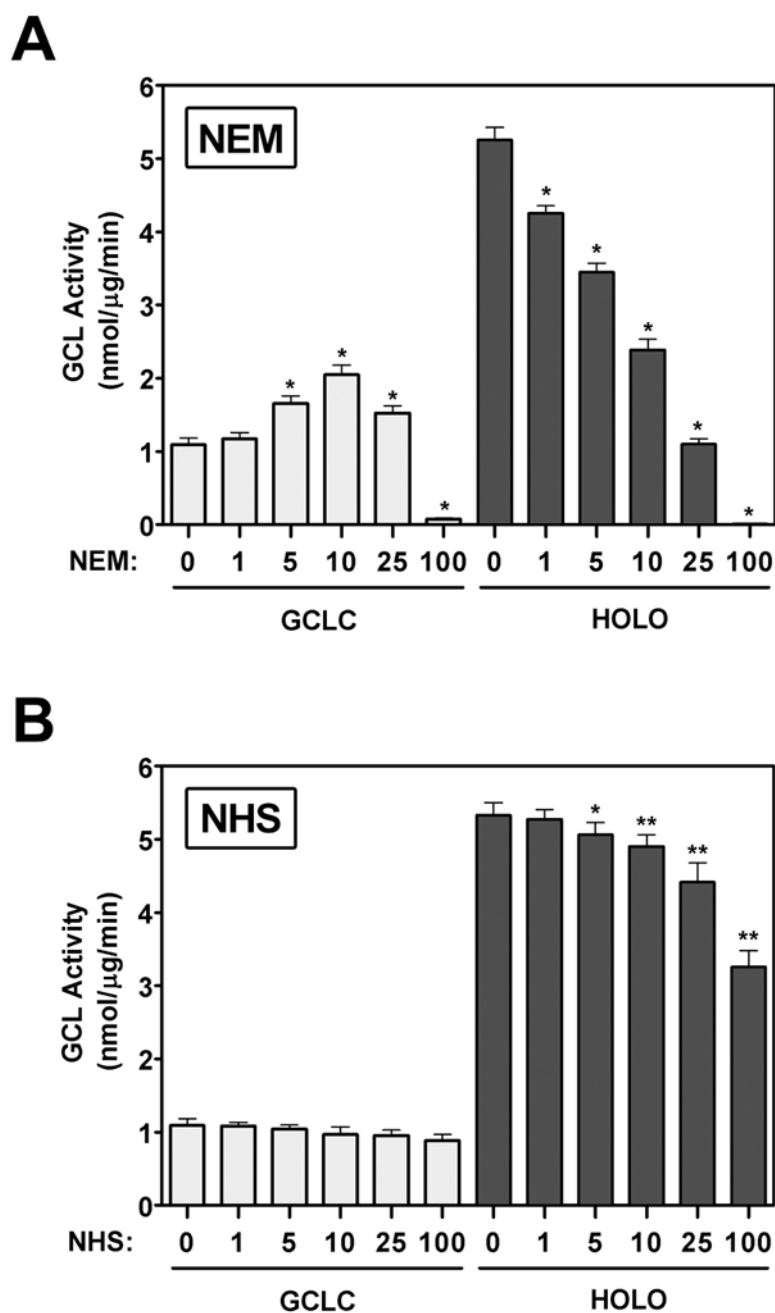 A
NEM
GCL Activity
(nmol/μg/min)
6
5
4
3
2
1
0
* * * * * * * * *
NEM: 0 1 5 10 25 100 0 1 5 10 25 100
GCLC HOLO
B
NHS
GCL Activity
(nmol/μg/min)
6
5
4
3
2
1
0
* ** ** **
NHS: 0 1 5 10 25 100 0 1 5 10 25 100
GCLC HOLO